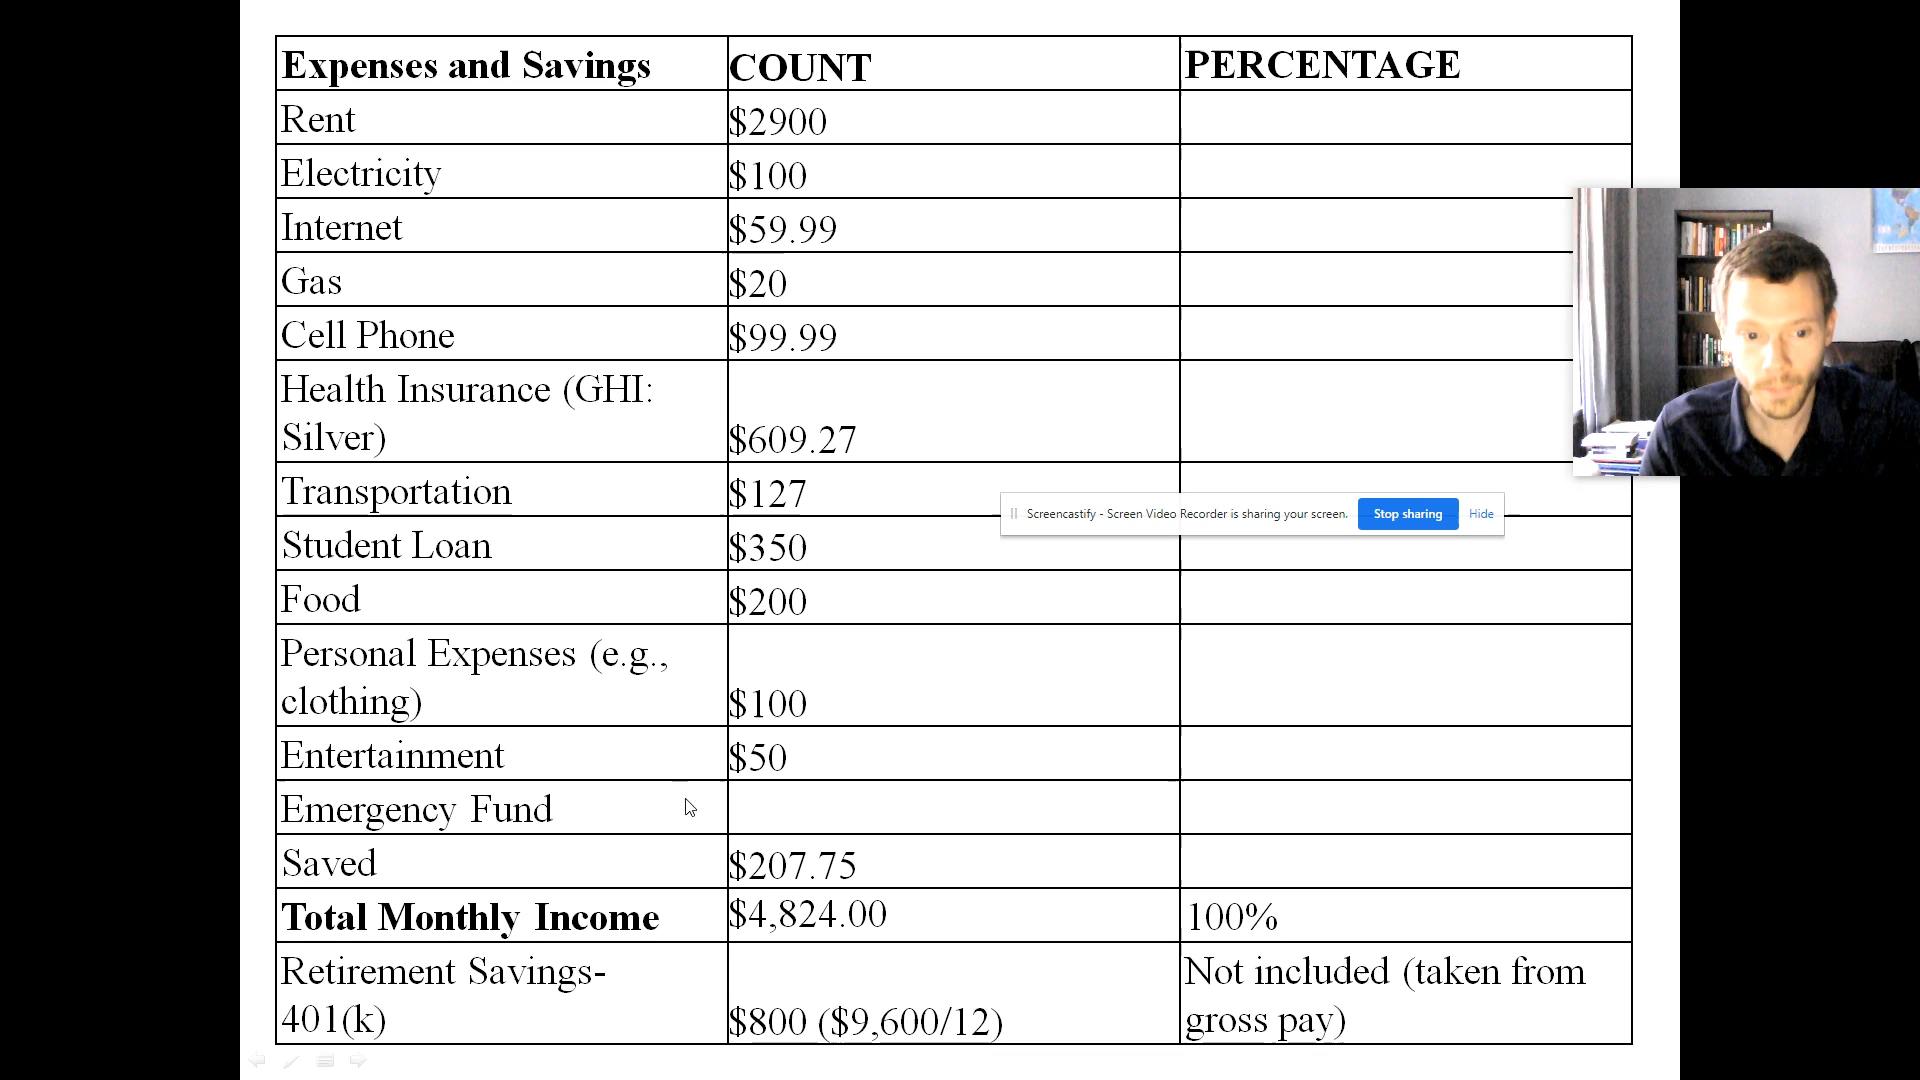 Expenses and Savings COUNT PERCENTAGE
Rent $2900
Electricity $100
Internet $59.99
Gas $20
Cell Phone $99.99
Health Insurance (GHI:
Silver) $609.27
Transportation $127
Screencastify - Screen Video Recorder is sharing your screen. Stop sharing Hide
Student Loan $350
Food $200
Personal Expenses (e.g.,
clothing) $100
Entertainment $50
Emergency Fund
Saved $207.75
Total Monthly Income $4,824.00 100%
Retirement Savings- Not included (taken from
401(k) $800 ($9,600/12) gross pay)